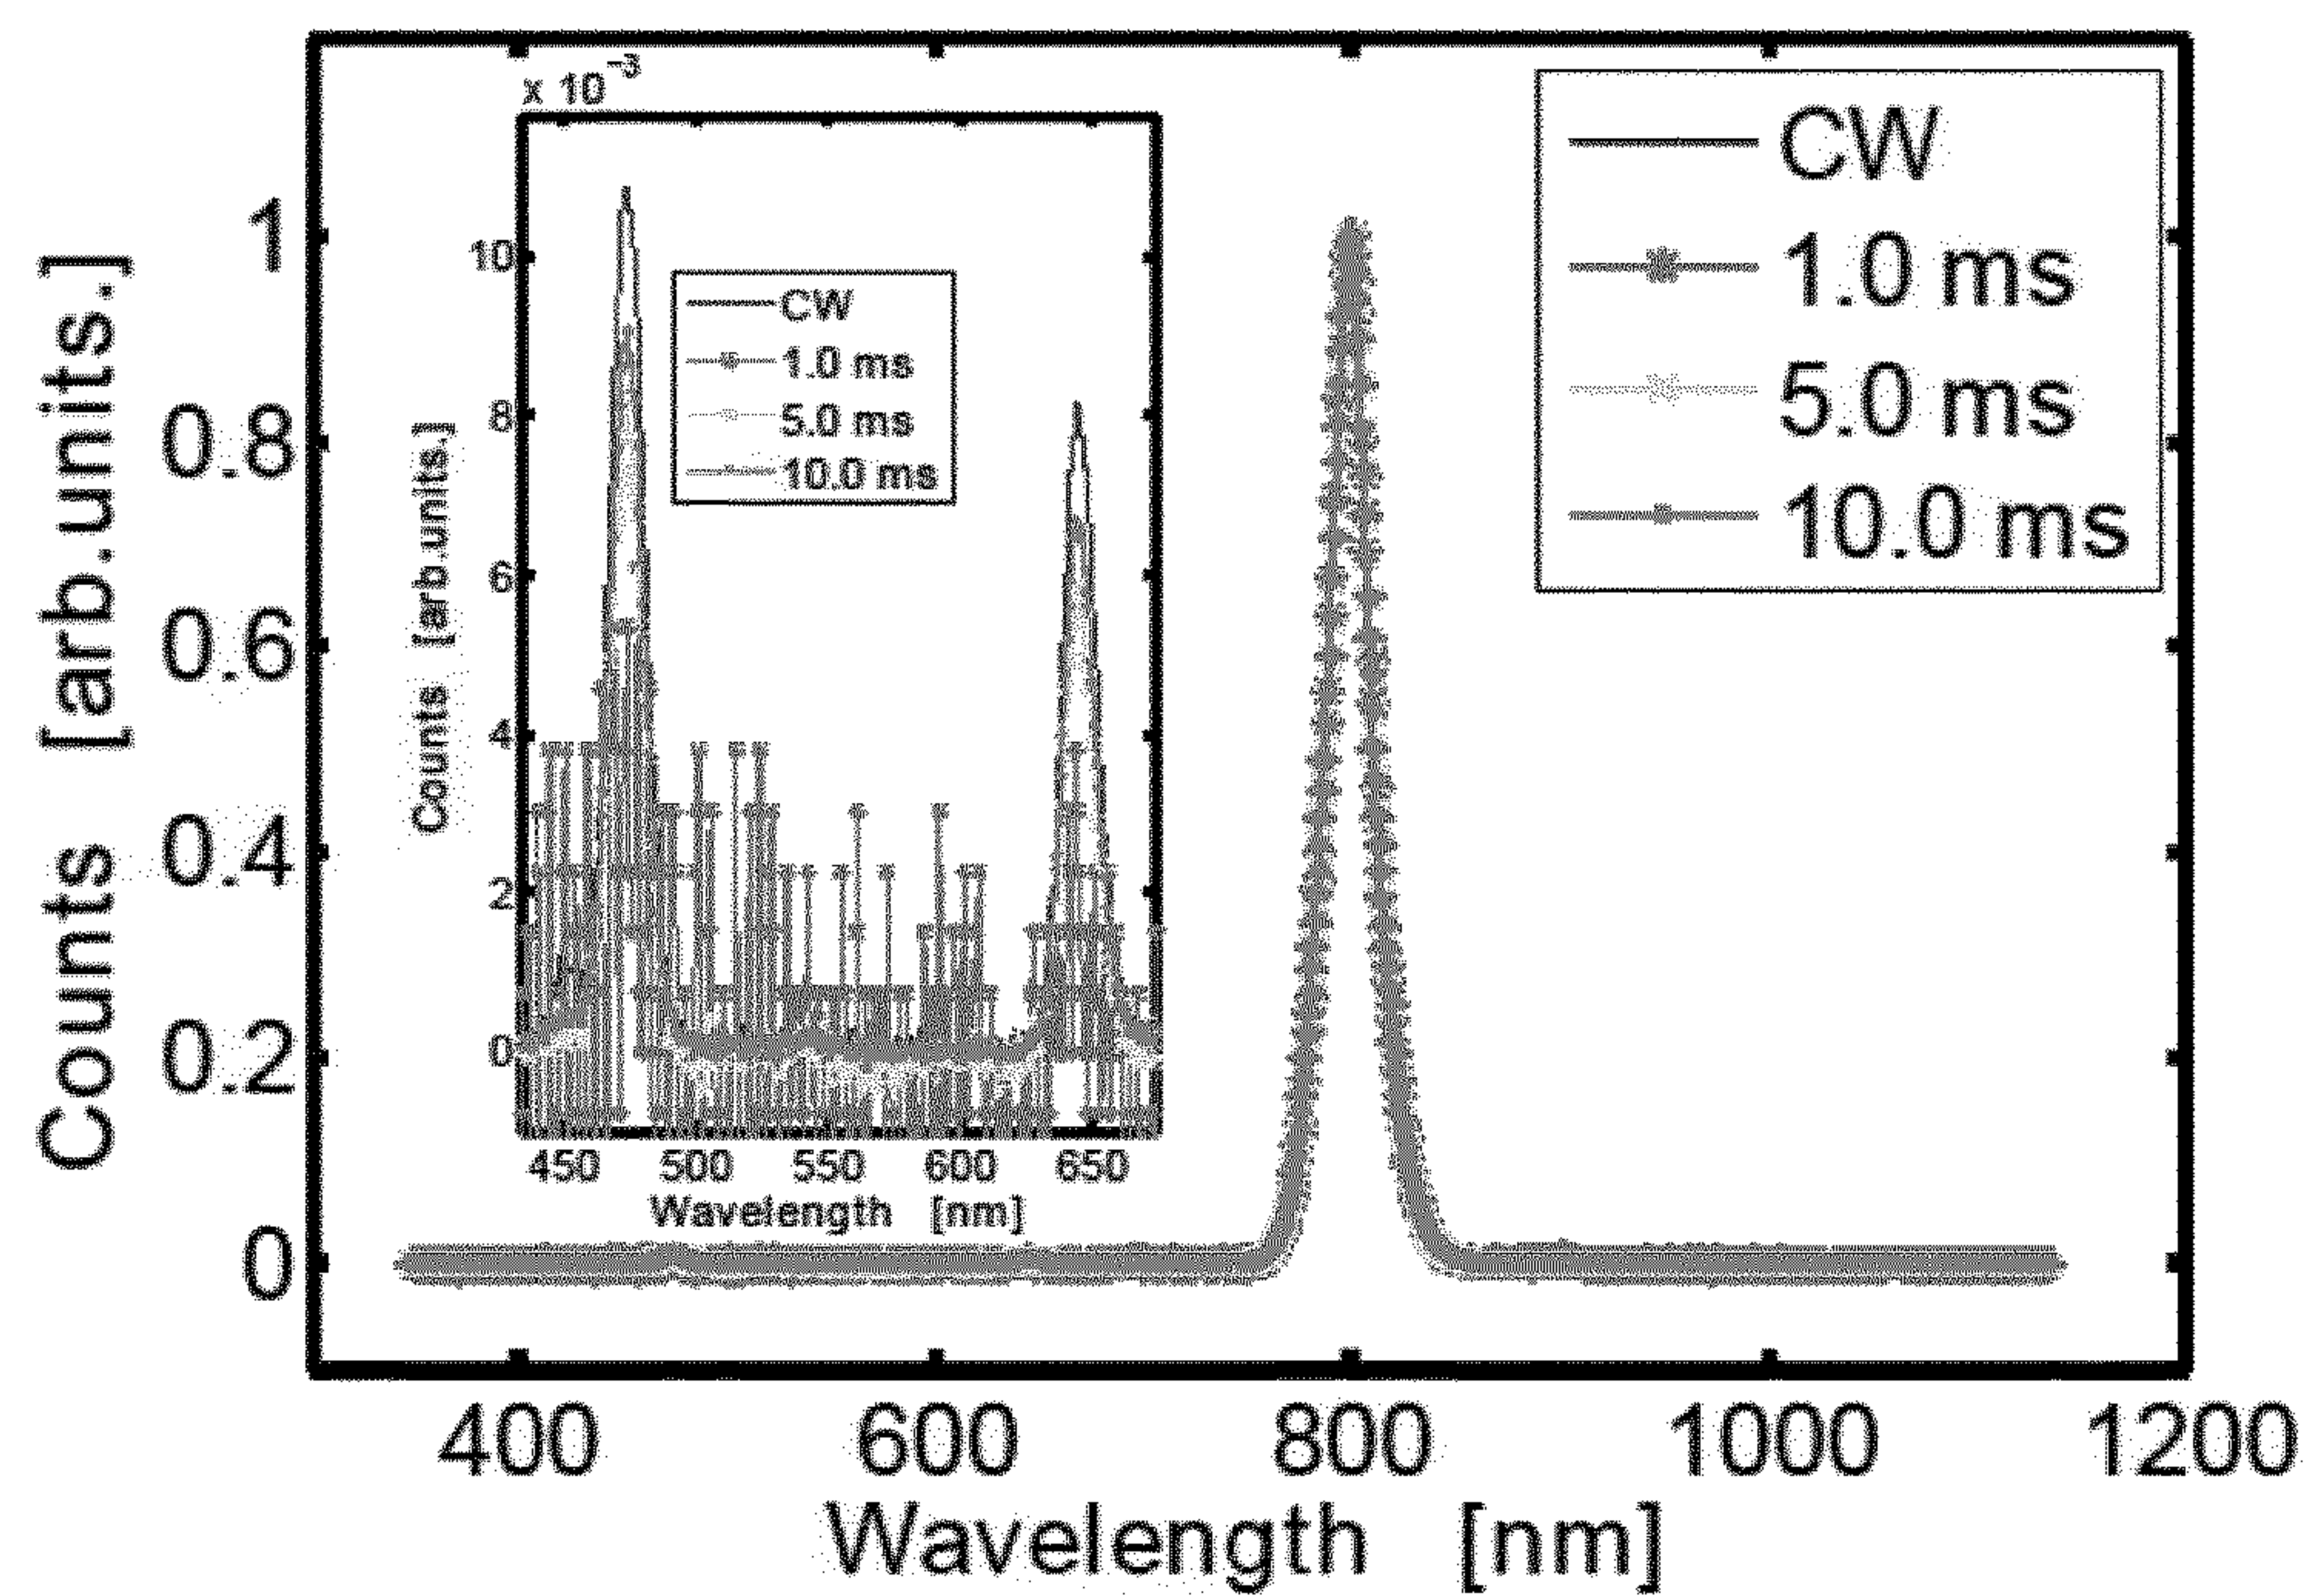 x 10⁻³
10
8
6
4
2
0
Counts [arb.units.]
CW
1.0 ms
5.0 ms
10.0 ms
450 500 550 600 650
Wavelength [nm]
CW
1.0 ms
5.0 ms
10.0 ms
1
0.8
0.6
0.4
0.2
0
Counts [arb.units.]
400 600 800 1000 1200
Wavelength [nm]